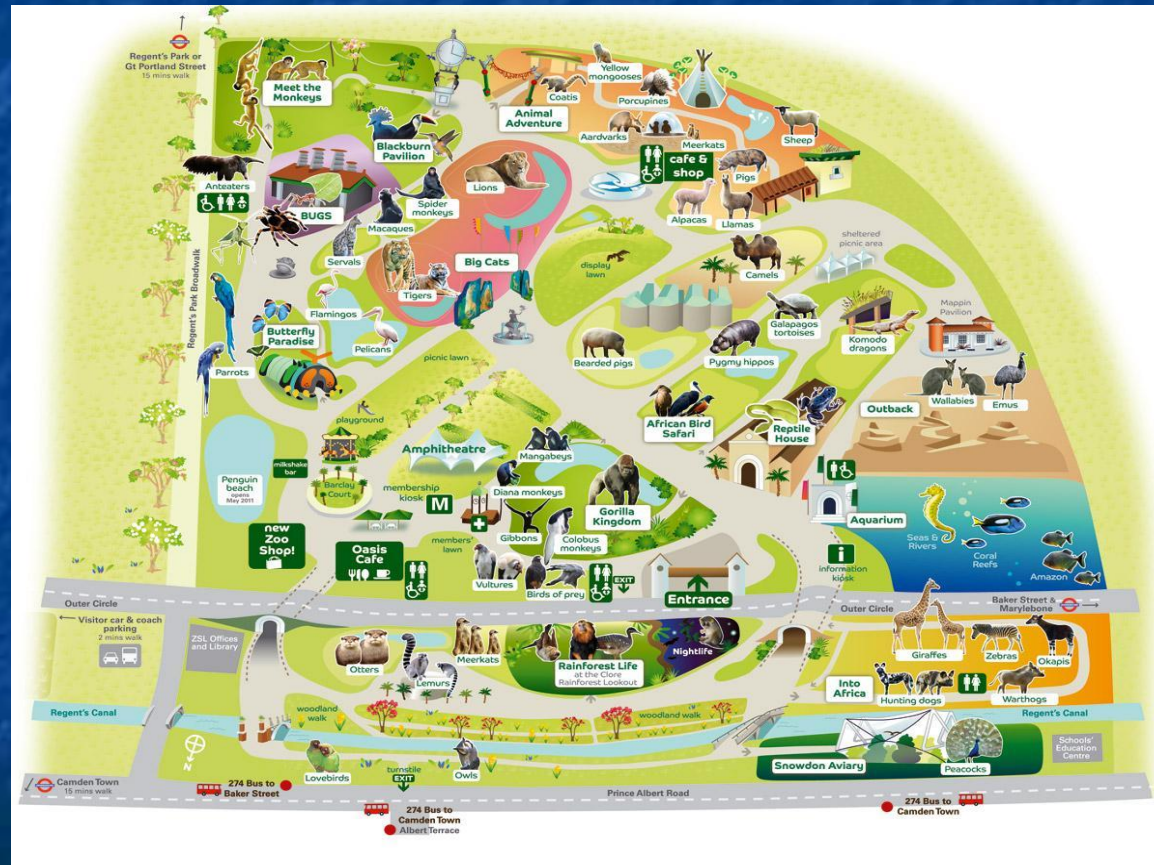 Regent's Park or
Gt Portland Street
15 mins walk
Meet the
Monkeys
Yellow
mongooses
Coatis
Porcupines
Animal
Adventure
Aardvarks
Meerkats
Sheep
Blackburn
Pavilion
cafe &
shop
Pigs
Anteaters
Lions
Alpacas
Llamas
BUGS
Spider
monkeys
Macaques
Servals
Big Cats
display
lawn
Camels
sheltered
picnic area
Tigers
Regent's Park Broadwalk
Flamingos
Butterfly
Paradise
Pelicans
Galapagos
tortoises
Komodo
dragons
Mappin
Pavilion
Parrots
picnic lawn
Bearded pigs
Pygmy hippos
Wallabies
Emus
Outback
playground
African Bird
Safari
Reptile
House
Amphitheatre
Mangabeys
milkshake
bar
Penguin
beach
opens
May 2011
Barclay
Court
membership
kiosk
M
Diana monkeys
Gorilla
Kingdom
Gibbons
Colobus
monkeys
Aquarium
Seas &
Rivers
Coral
Reefs
Amazon
new
Zoo
Shop!
Oasis
Cafe
members'
lawn
Vultures
Birds of prey
EXIT
Entrance
i
information
kiosk
Outer Circle
Outer Circle
Baker Street &
Marylebone
Visitor car & coach
parking
2 mins walk
ZSL Offices
and Library
Otters
Meerkats
Lemurs
Rainforest Life
at the Clore
Rainforest Lookout
Nightlife
Giraffes
Zebras
Okapis
Into
Africa
Hunting dogs
Warthogs
Regent's Canal
Regent's Canal
woodland
walk
woodland walk
N
Lovebirds
turnstile
EXIT
Owls
Snowdon Aviary
Peacocks
Schools'
Education
Centre
Camden Town
15 mins walk
274 Bus to
Baker Street
Prince Albert Road
274 Bus to
Camden Town
Albert Terrace
274 Bus to
Camden Town